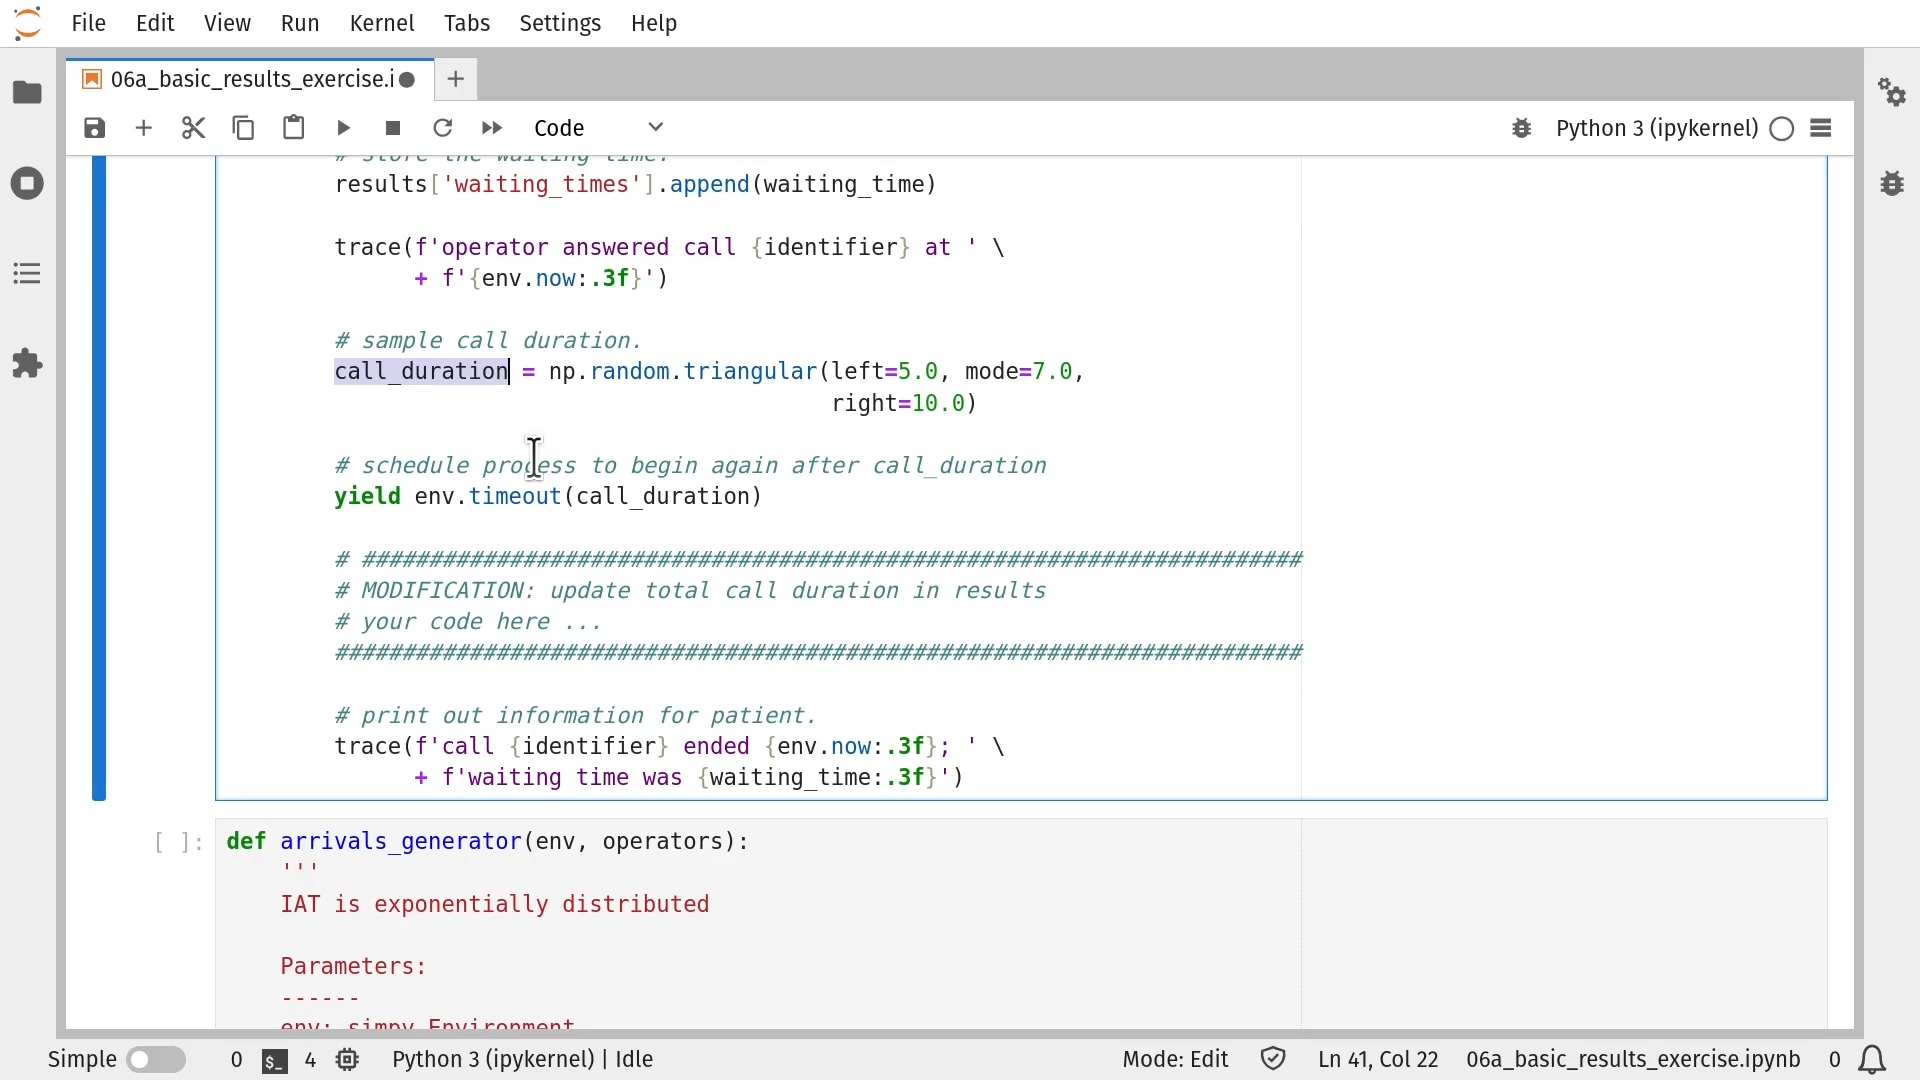 File Edit View Run Kernel Tabs Settings Help
06a_basic_results_exercise.i
Code
Python 3 (ipykernel)
# store the waiting time.
results['waiting_times'].append(waiting_time)
trace(f'operator answered call {identifier} at ' \
+ f'{env.now:.3f}')
# sample call duration.
call_duration = np.random.triangular(left=5.0, mode=7.0,
right=10.0)
# schedule process to begin again after call_duration
yield env.timeout(call_duration)
# ######################################################################
# MODIFICATION: update total call duration in results
# your code here ...
########################################################################
# print out information for patient.
trace(f'call {identifier} ended {env.now:.3f}; ' \
+ f'waiting time was {waiting_time:.3f}')
[ ]: def arrivals_generator(env, operators):
'''
IAT is exponentially distributed
Parameters:
------
env: simpy.Environment
Simple 0 $_ 4 Python 3 (ipykernel) | Idle Mode: Edit Ln 41, Col 22 06a_basic_results_exercise.ipynb 0